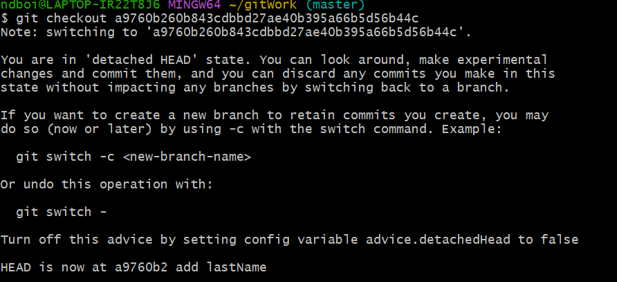 ndboi@LAPTOP-IR22T8J6 MINGW64 ~/gitWork (master)
$ git checkout a9760b260b843cdbbd27ae40b395a66b5d56b44c
Note: switching to 'a9760b260b843cdbbd27ae40b395a66b5d56b44c'.

You are in 'detached HEAD' state. You can look around, make experimental
changes and commit them, and you can discard any commits you make in this
state without impacting any branches by switching back to a branch.

If you want to create a new branch to retain commits you create, you may
do so (now or later) by using -c with the switch command. Example:

  git switch -c <new-branch-name>

Or undo this operation with:

  git switch -

Turn off this advice by setting config variable advice.detachedHead to false

HEAD is now at a9760b2 add lastName